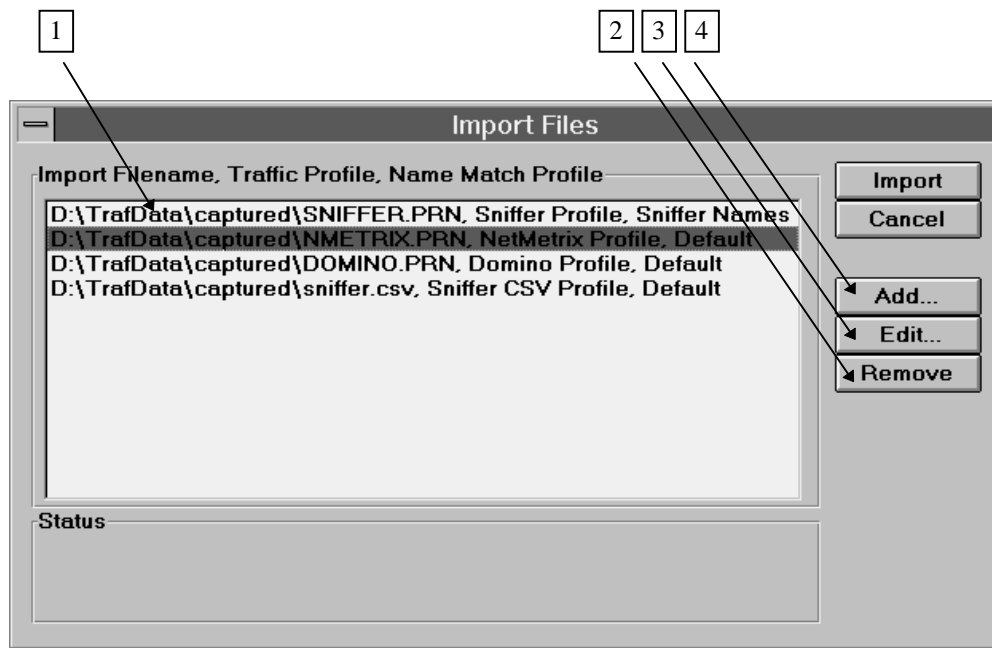 1
2 3 4
Import Files
Import Filename, Traffic Profile, Name Match Profile
D:\TrafData\captured\SNIFFER.PRN, Sniffer Profile, Sniffer Names
D:\TrafData\captured\NMETRIX.PRN, NetMetrix Profile, Default
D:\TrafData\captured\DOMINO.PRN, Domino Profile, Default
D:\TrafData\captured\sniffer.csv, Sniffer CSV Profile, Default
Import
Cancel
Add...
Edit...
Remove
Status